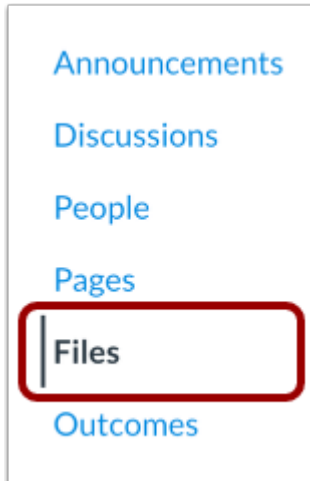 Announcements
Discussions
People
Pages
Files
Outcomes